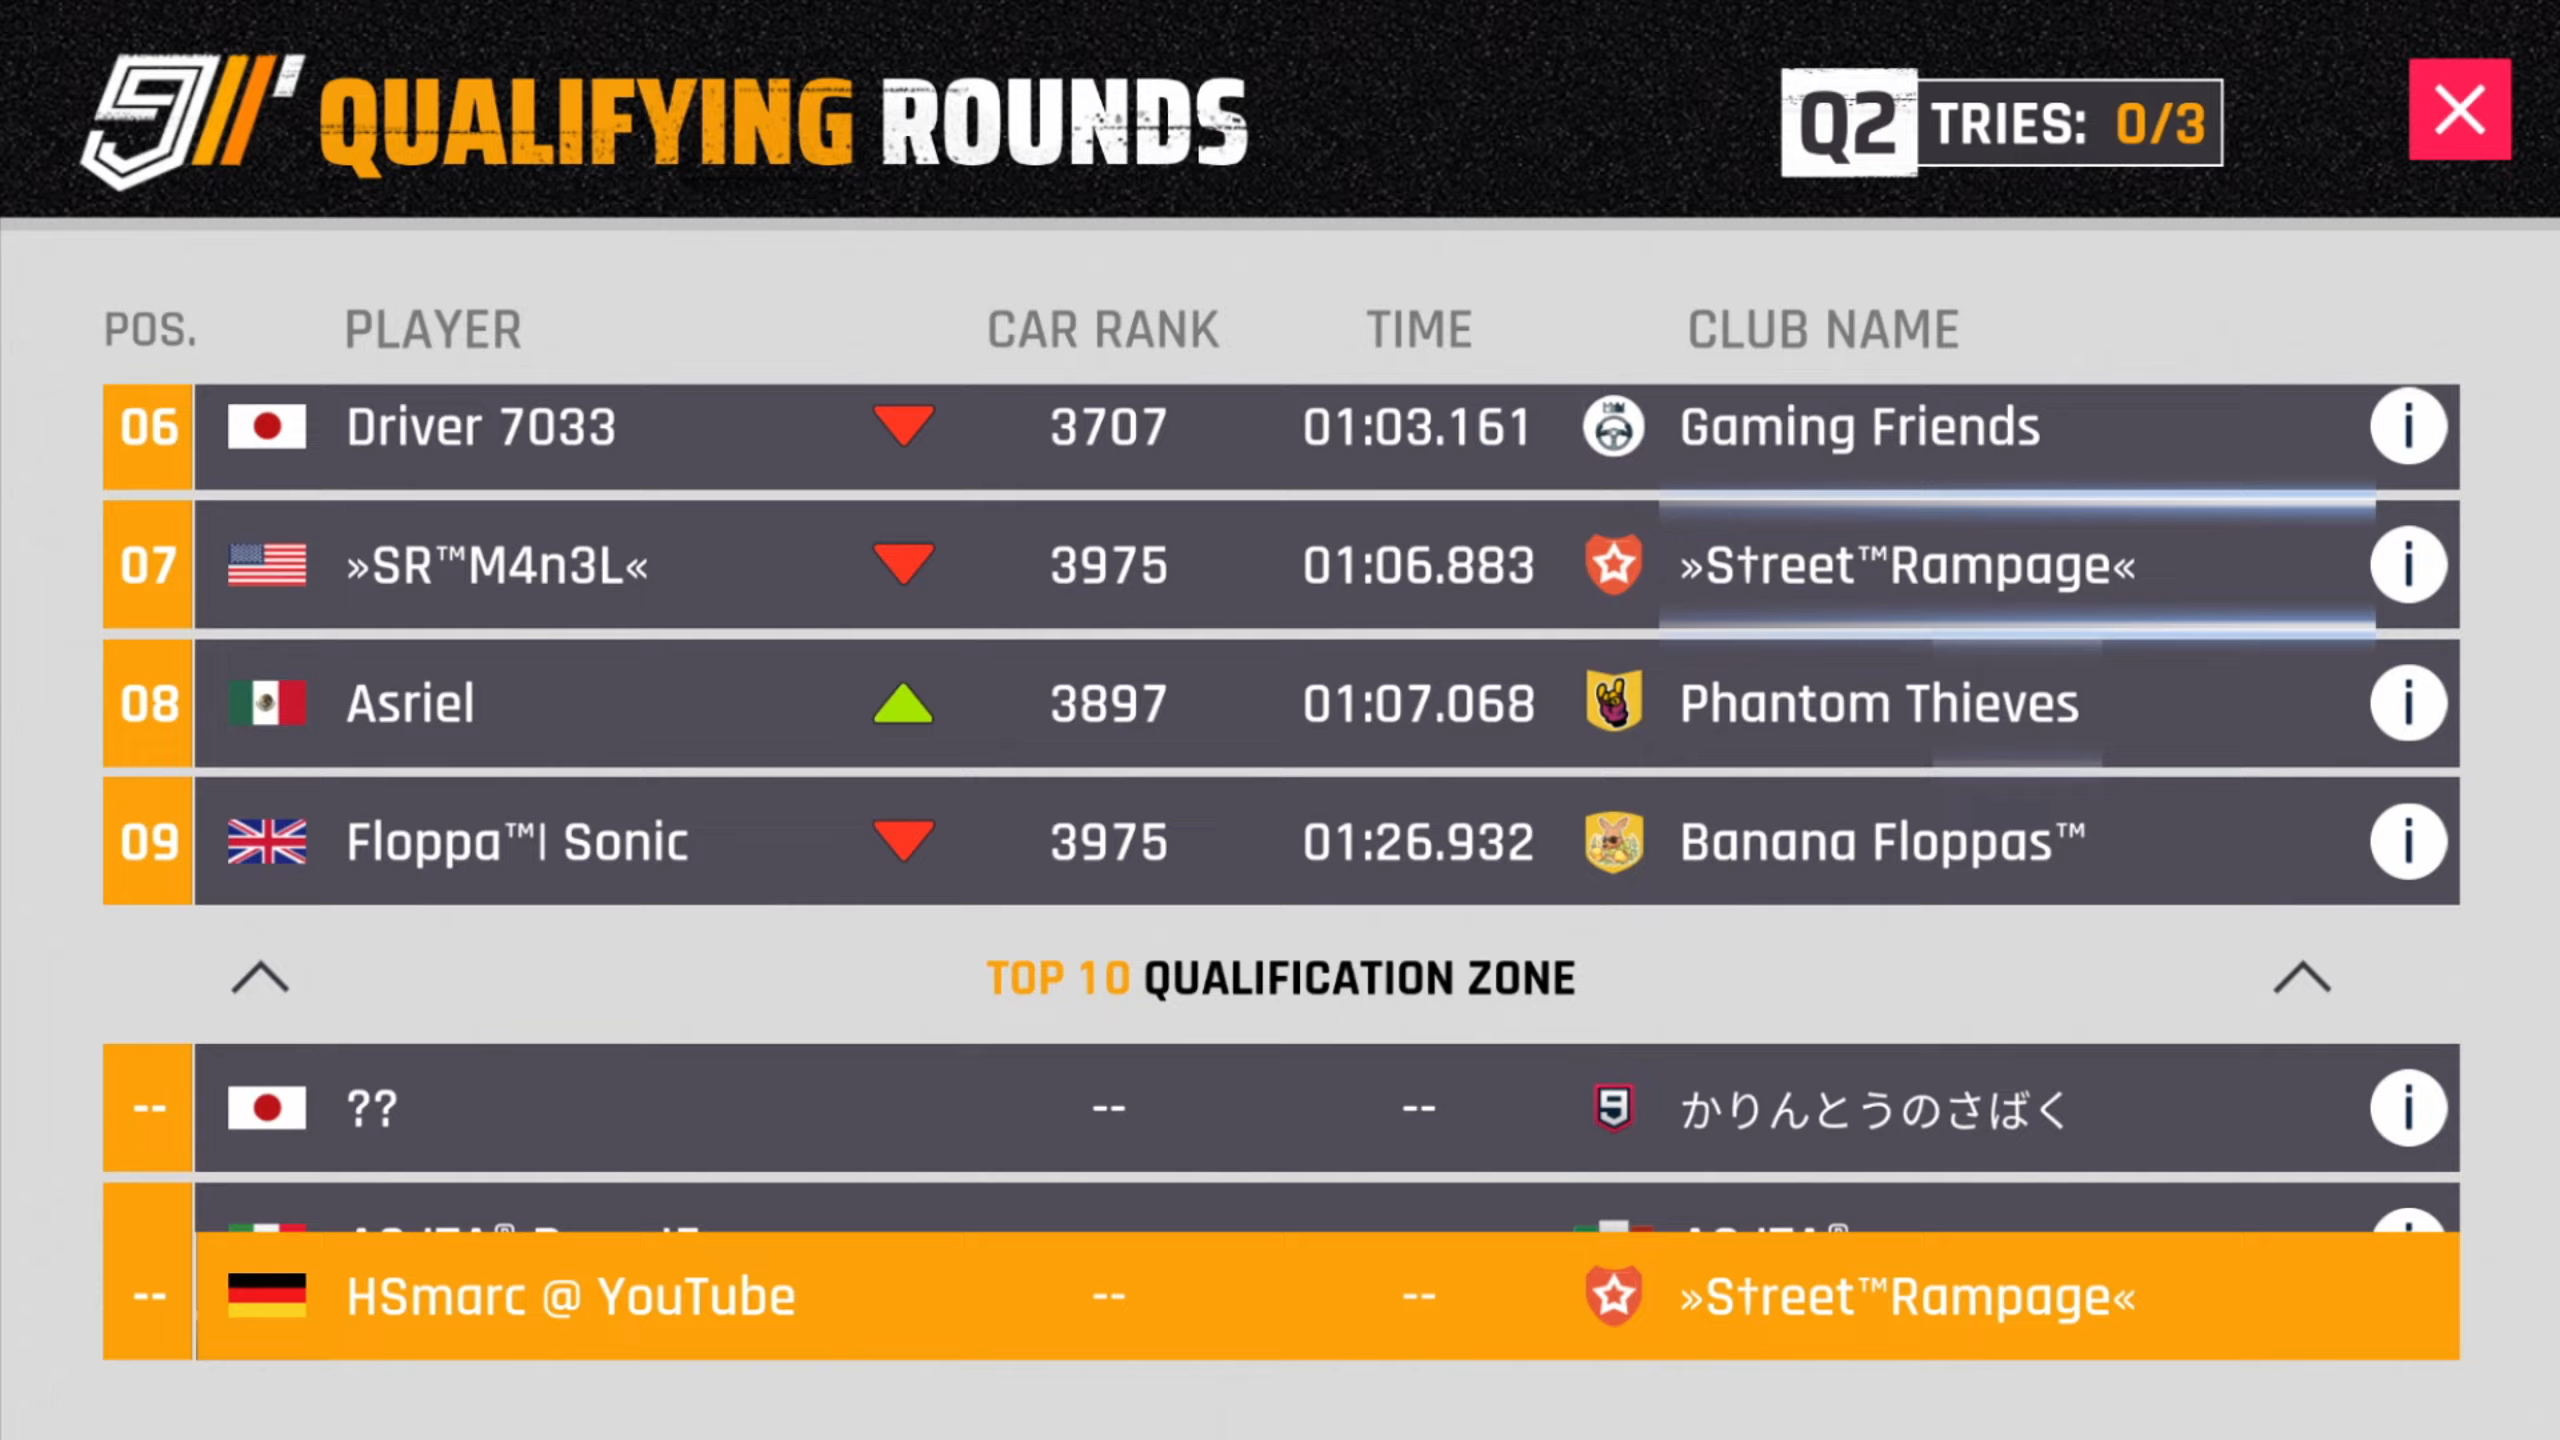 QUALIFYING ROUNDS
Q2 TRIES: 0/3
POS. PLAYER CAR RANK TIME CLUB NAME
06 Driver 7033 3707 01:03.161 Gaming Friends
07 »SR™M4n3L« 3975 01:06.883 »S†reet™Rampage«
08 Asriel 3897 01:07.068 Phantom Thieves
09 Floppa™| Sonic 3975 01:26.932 Banana Floppas™
TOP 10 QUALIFICATION ZONE
-- ?? -- -- かりんとうのさばく
-- HSmarc @ YouTube -- -- »S†reet™Rampage«